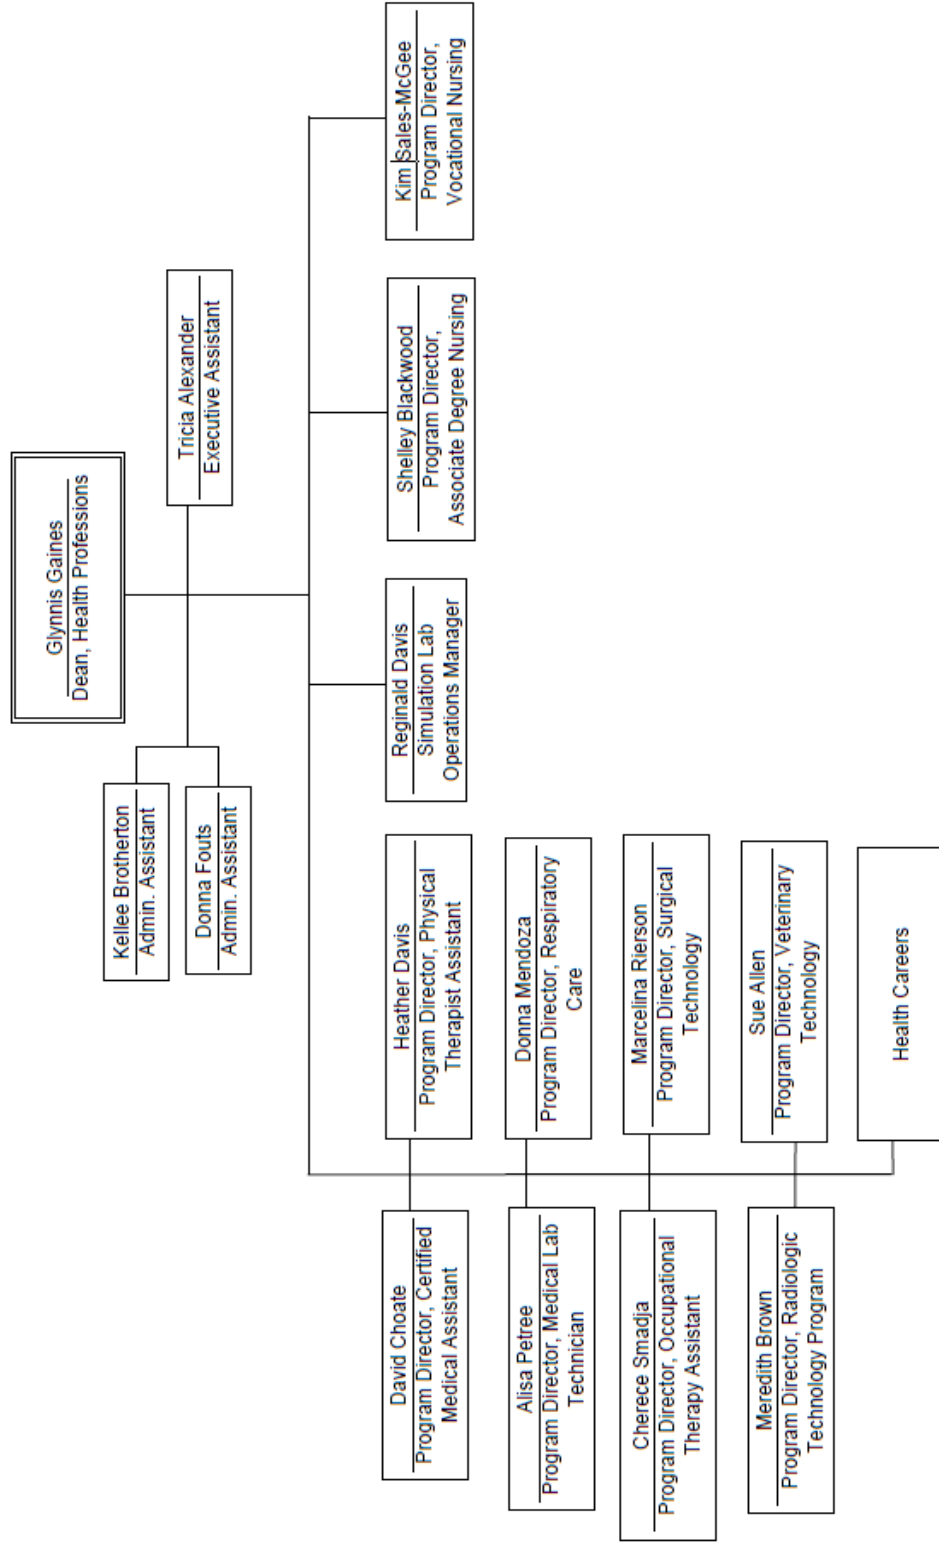 Glynnis Gaines
Dean, Health Professions
Kellee Brotherton
Admin. Assistant
Donna Fouts
Admin. Assistant
Tricia Alexander
Executive Assistant
David Choate
Program Director, Certified
Medical Assistant
Heather Davis
Program Director, Physical
Therapist Assistant
Reginald Davis
Simulation Lab
Operations Manager
Shelley Blackwood
Program Director,
Associate Degree Nursing
Kim Sales-McGee
Program Director,
Vocational Nursing
Alisa Petree
Program Director, Medical Lab
Technician
Donna Mendoza
Program Director, Respiratory
Care
Cherece Smadja
Program Director, Occupational
Therapy Assistant
Marcelina Rierson
Program Director, Surgical
Technology
Meredith Brown
Program Director, Radiologic
Technology Program
Sue Allen
Program Director, Veterinary
Technology
Health Careers